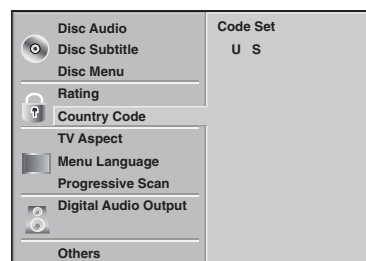 Disc Audio
Disc Subtitle
Disc Menu
Rating
Country Code
TV Aspect
Menu Language
Progressive Scan
Digital Audio Output
Others
Code Set
U S